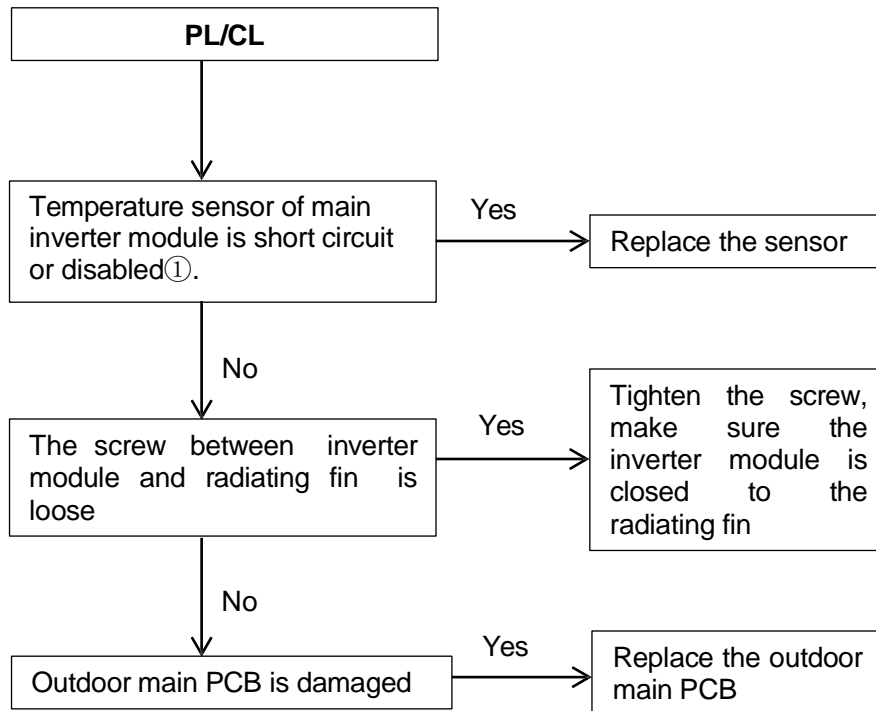 PL/CL
Temperature sensor of main
inverter module is short circuit
or disabled①.
Yes
Replace the sensor
No
The screw between inverter
module and radiating fin is
loose
Yes
Tighten the screw,
make sure the
inverter module is
closed to the
radiating fin
No
Outdoor main PCB is damaged
Yes
Replace the outdoor
main PCB